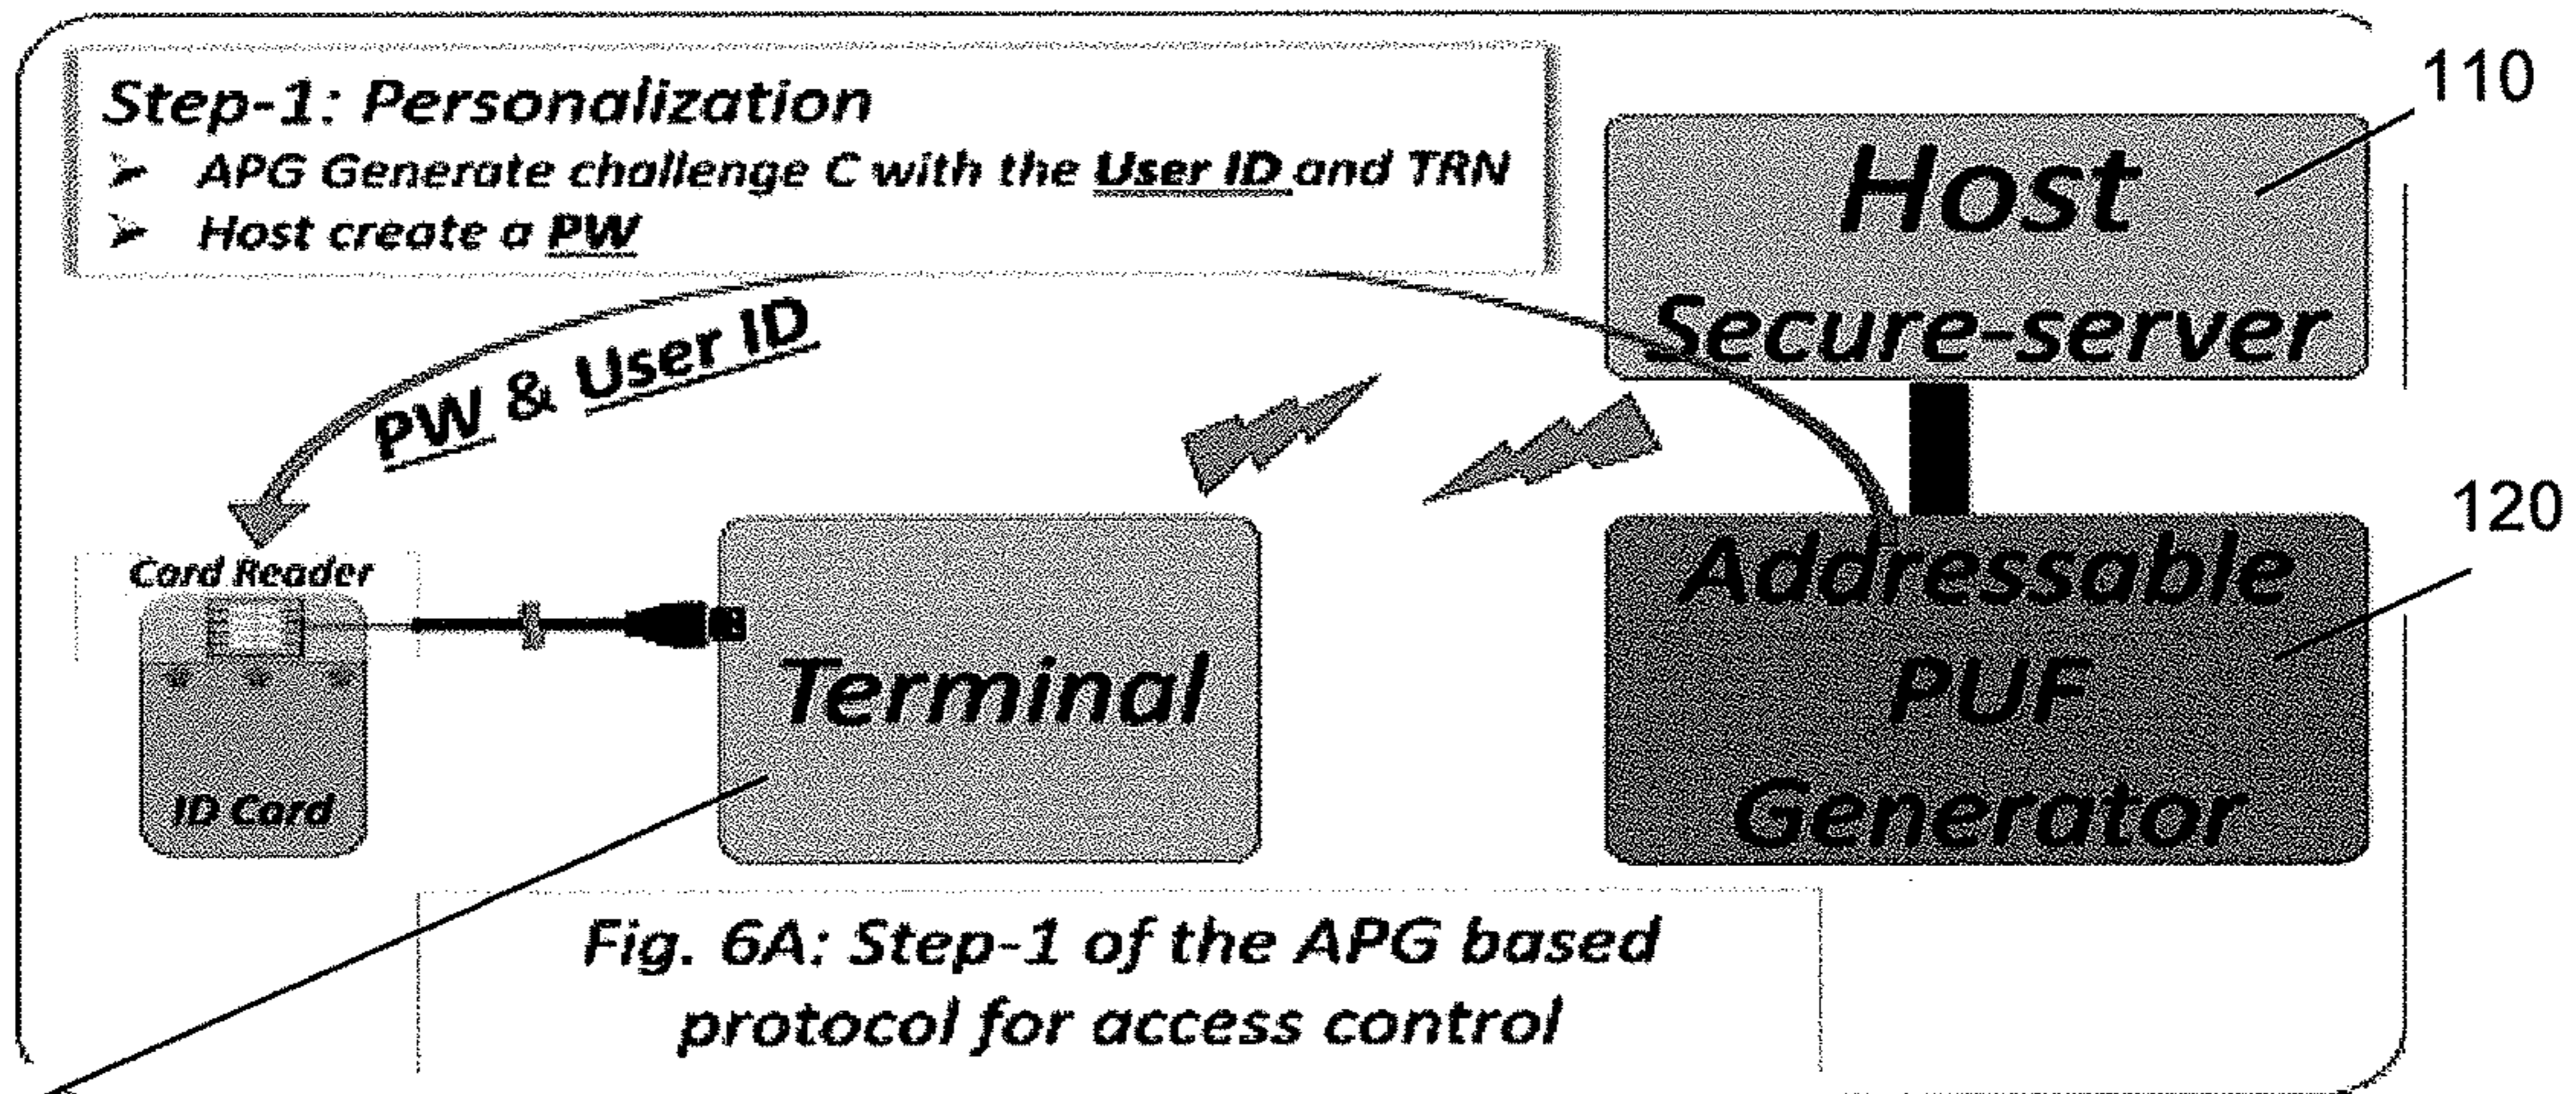 Step-1: Personalization
➢ APG Generate challenge C with the User ID and TRN
➢ Host create a PW
110
Host
Secure-server
PW & User ID
120
Card Reader
ID Card
Terminal
Addressable
PUF
Generator
Fig. 6A: Step-1 of the APG based
protocol for access control